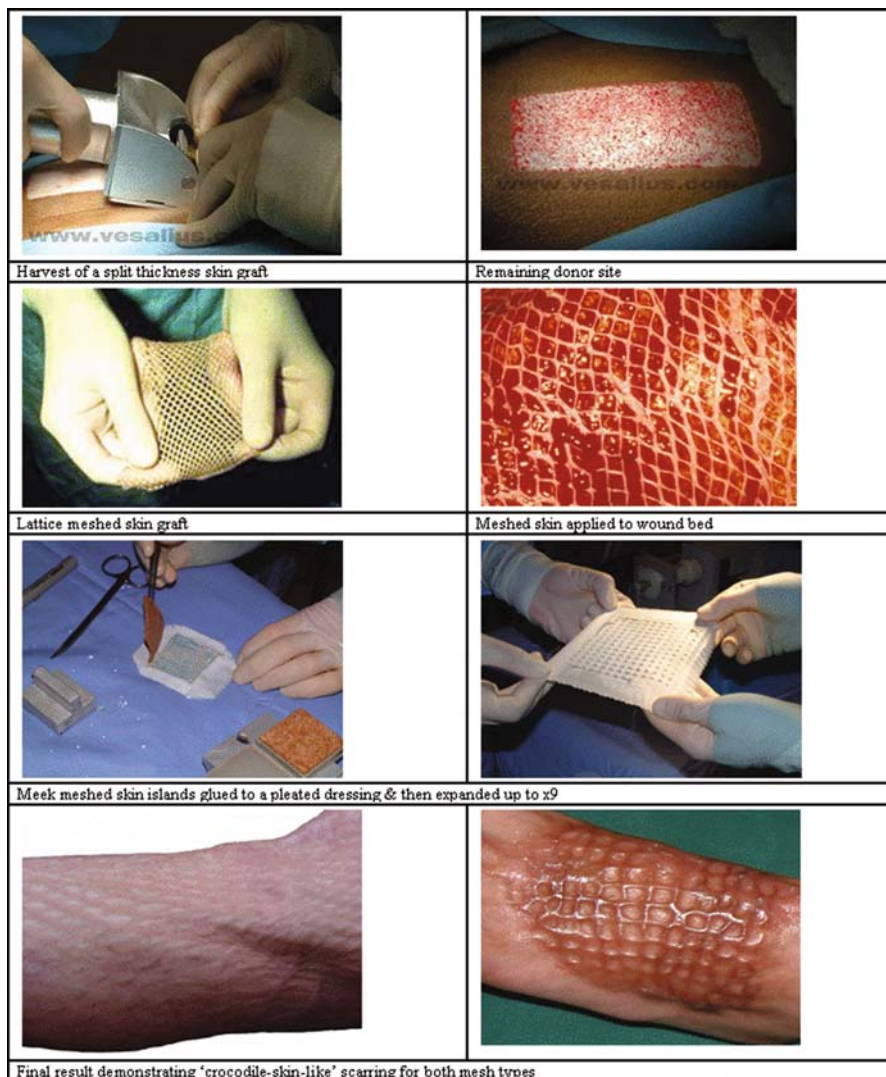 www.vesalius.com
www.vesalius.com
Harvest of a split thickness skin graft
Remaining donor site
Lattice meshed skin graft
Meshed skin applied to wound bed
Meek meshed skin islands glued to a pleated dressing & then expanded up to x9
Final result demonstrating 'crocodile-skin-like' scarring for both mesh types